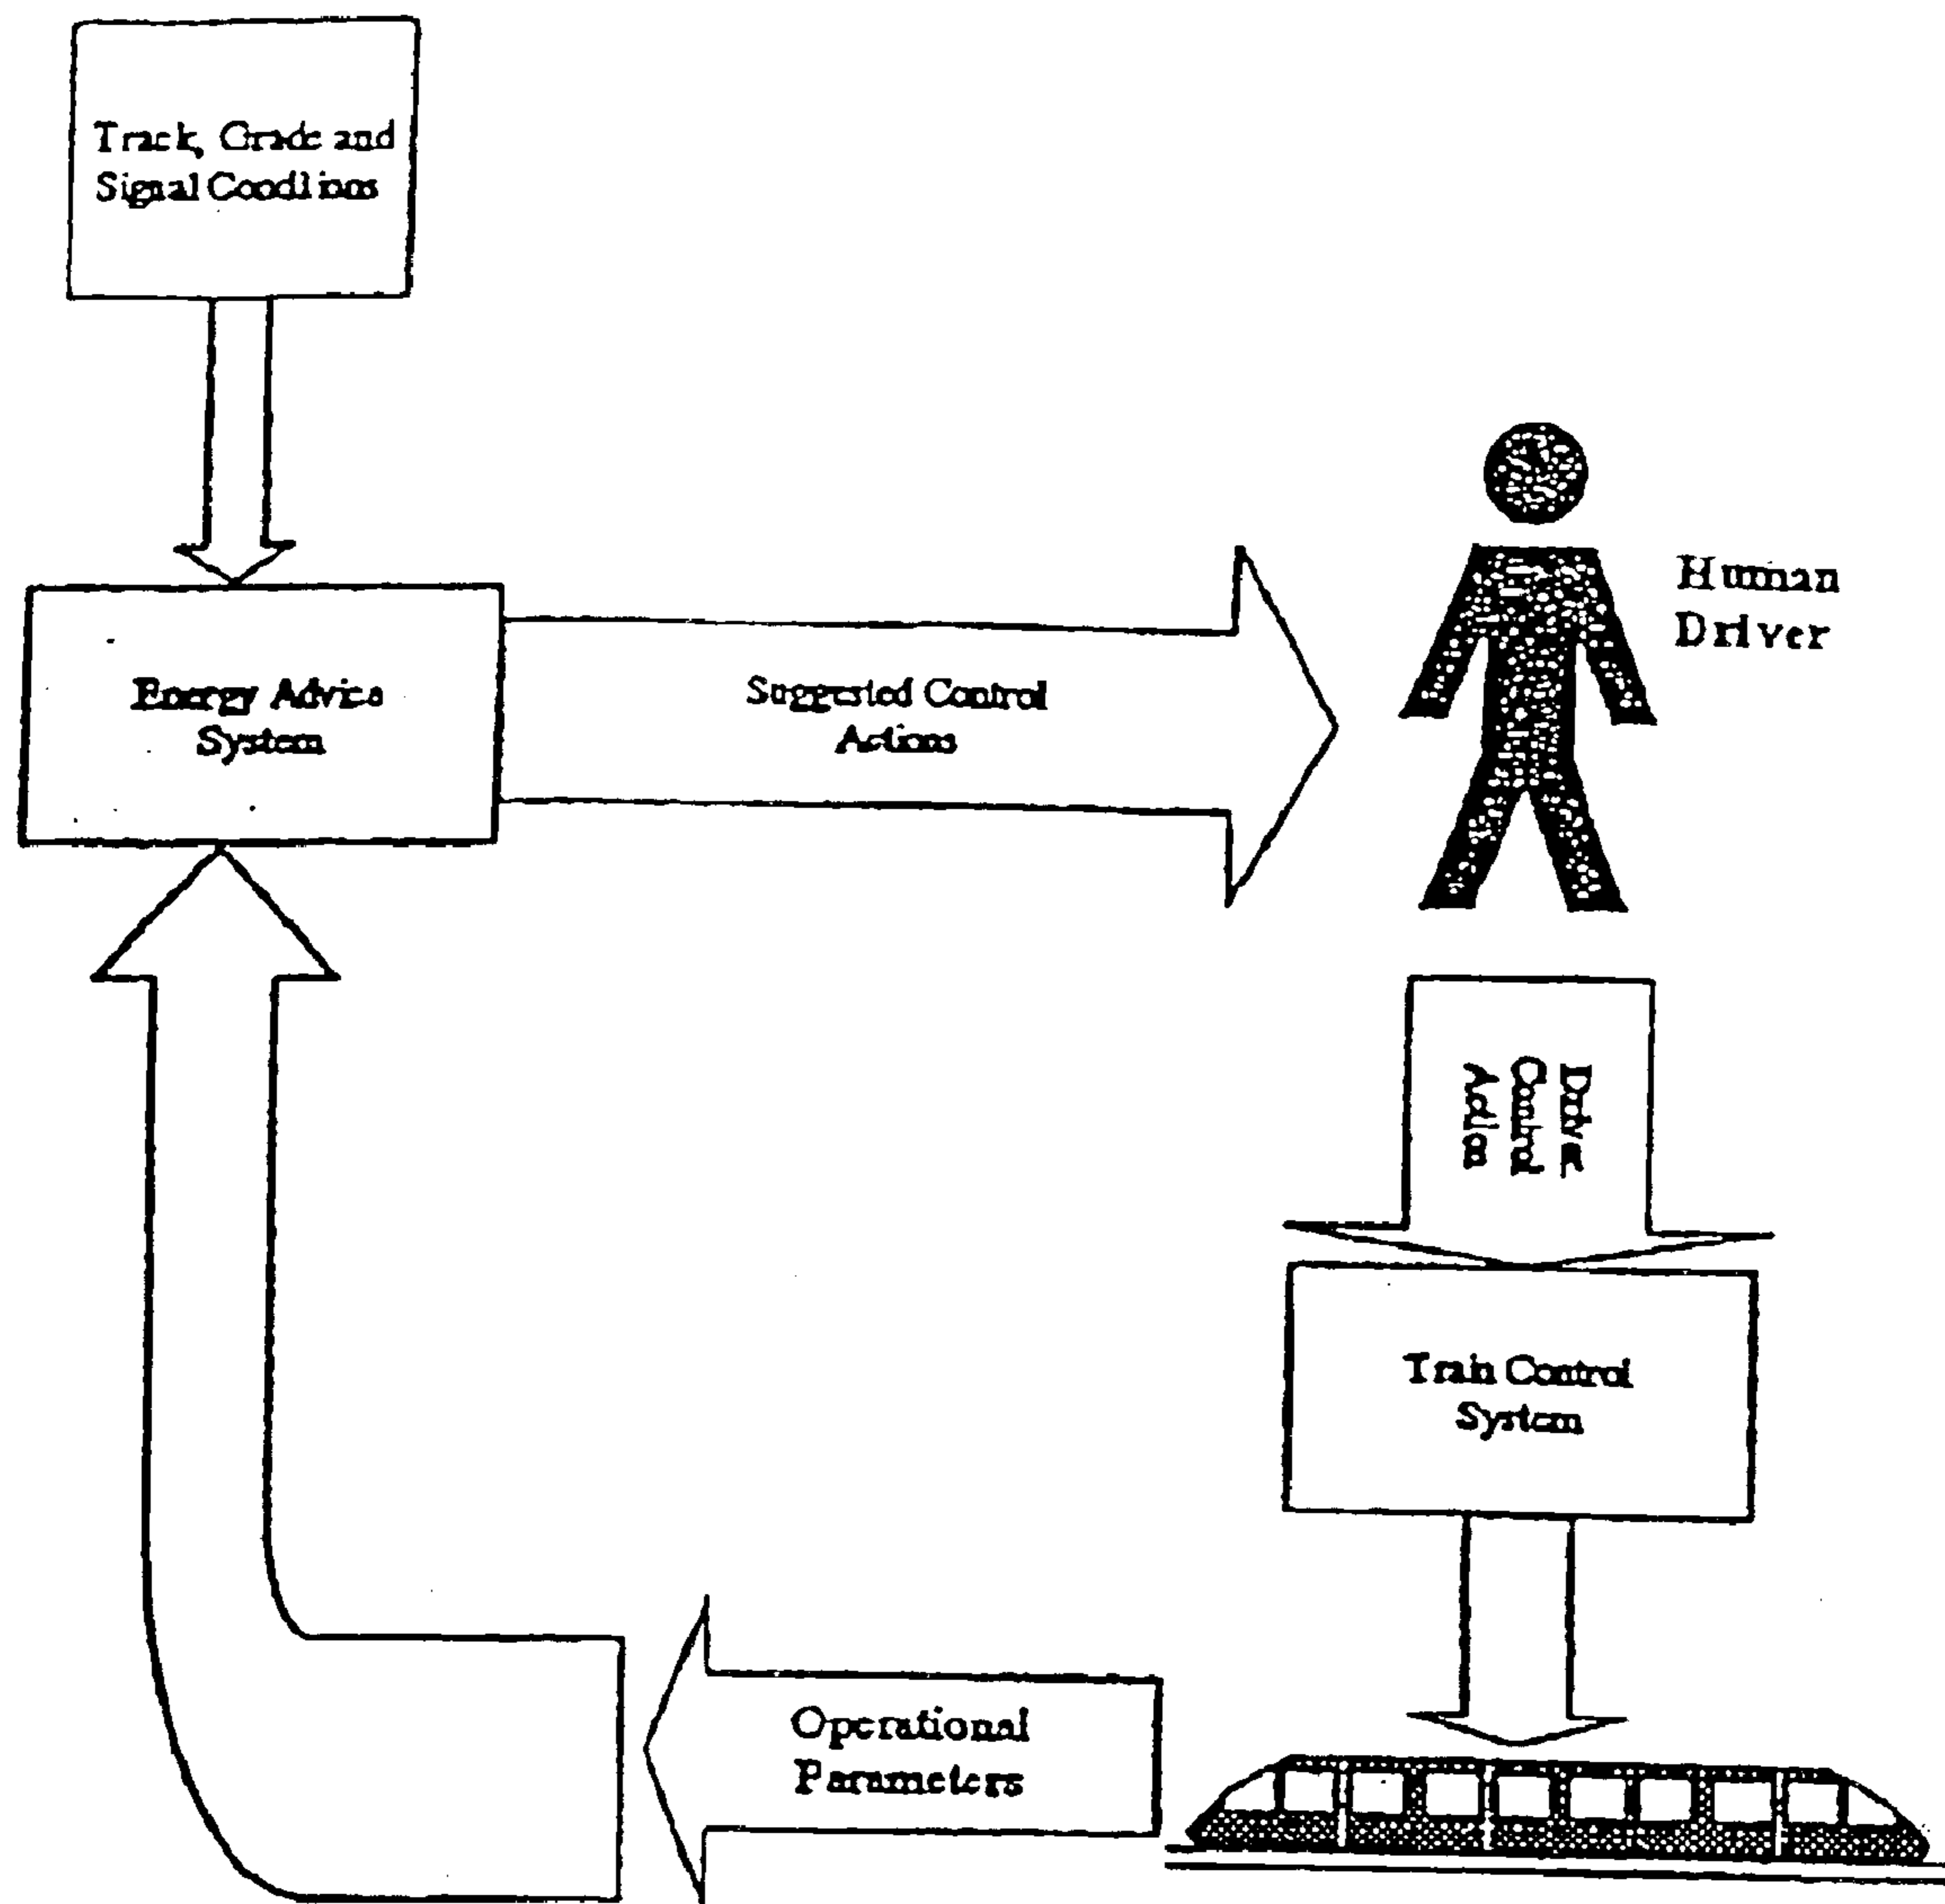 Track, Grade and
Signal Conditions
Human
Driver
Energy Advice
System
Suggested Control
Actions
Driver
Control
Action
Train Control
System
Operational
Parameters